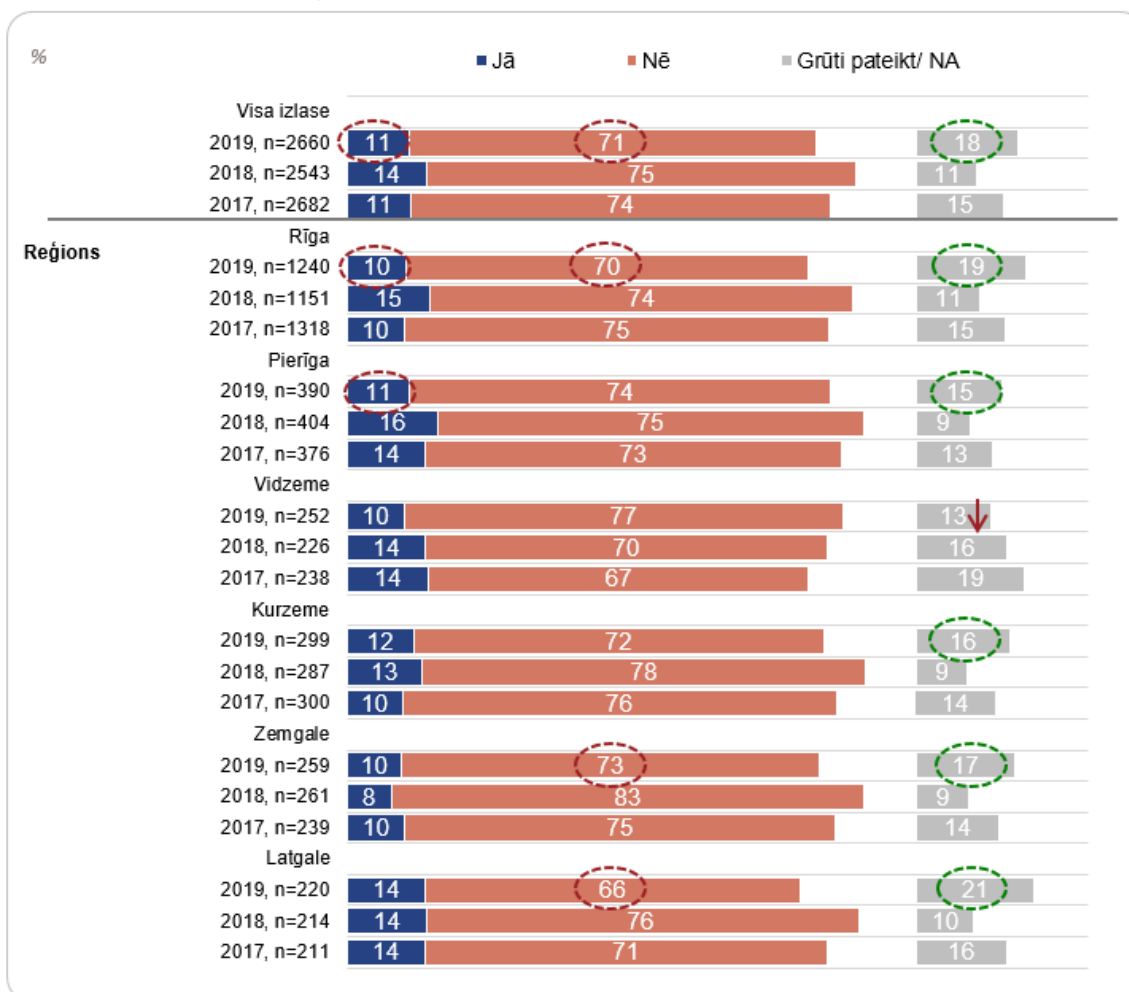 %
Jā Nē Grūti pateikt/ NA
Visa izlase
2019, n=2660 11 71 18
2018, n=2543 14 75 11
2017, n=2682 11 74 15
Reģions
Rīga
2019, n=1240 10 70 19
2018, n=1151 15 74 11
2017, n=1318 10 75 15
Pierīga
2019, n=390 11 74 15
2018, n=404 16 75 9
2017, n=376 14 73 13
Vidzeme
2019, n=252 10 77 13
2018, n=226 14 70 16
2017, n=238 14 67 19
Kurzeme
2019, n=299 12 72 16
2018, n=287 13 78 9
2017, n=300 10 76 14
Zemgale
2019, n=259 10 73 17
2018, n=261 8 83 9
2017, n=239 10 75 14
Latgale
2019, n=220 14 66 21
2018, n=214 14 76 10
2017, n=211 14 71 16